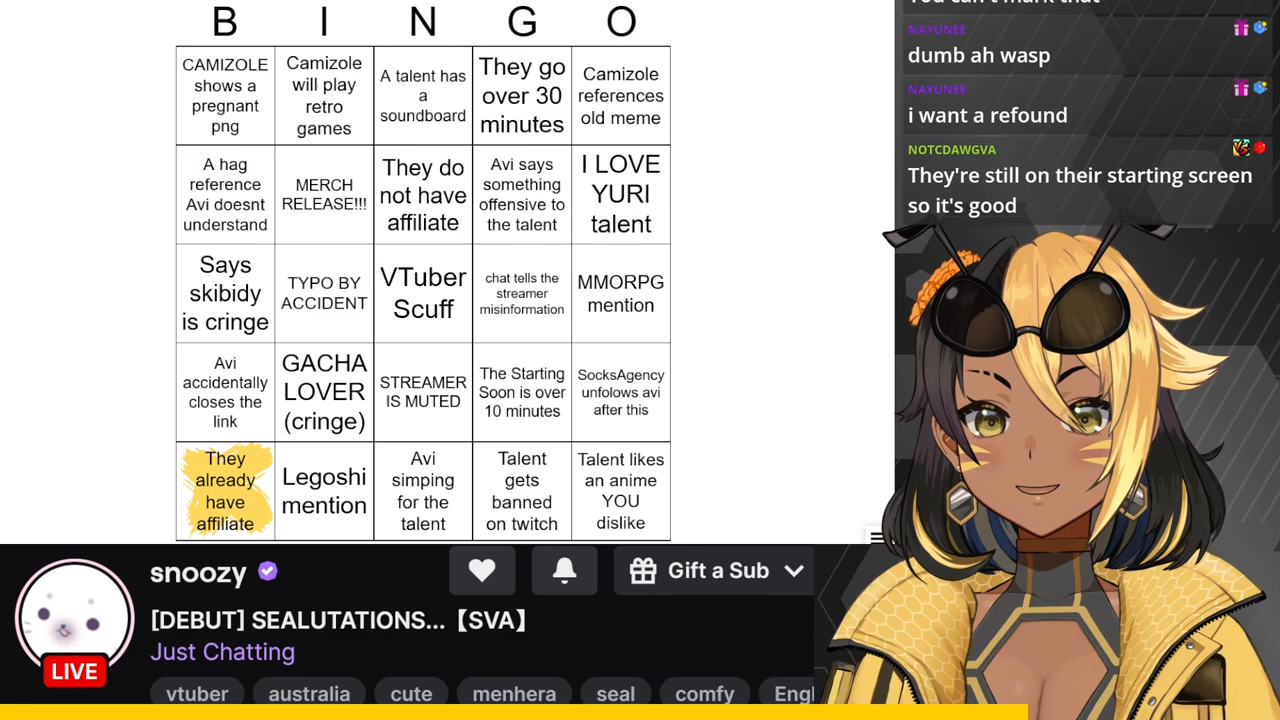 B I N G O
CAMIZOLE
shows a
pregnant
png
Camizole
will play
retro
games
A talent has
a
soundboard
They go
over 30
minutes
Camizole
references
old meme
A hag
reference
Avi doesnt
understand
MERCH
RELEASE!!!
They do
not have
affiliate
Avi says
something
offensive to
the talent
I LOVE
YURI
talent
Says
skibidy
is cringe
TYPO BY
ACCIDENT
VTuber
Scuff
chat tells the
streamer
misinformation
MMORPG
mention
Avi
accidentally
closes the
link
GACHA
LOVER
(cringe)
STREAMER
IS MUTED
The Starting
Soon is over
10 minutes
SocksAgency
unfolows avi
after this
They
already
have
affiliate
Legoshi
mention
Avi
simping
for the
talent
Talent
gets
banned
on twitch
Talent likes
an anime
YOU
dislike
You can't mark that
NAYUNEE
dumb ah wasp
NAYUNEE
i want a refound
NOTCDAWGVA
They're still on their starting screen
so it's good
snoozy
Gift a Sub
[DEBUT] SEALUTATIONS...【SVA】
Just Chatting
LIVE
vtuber australia cute menhera seal comfy Engl